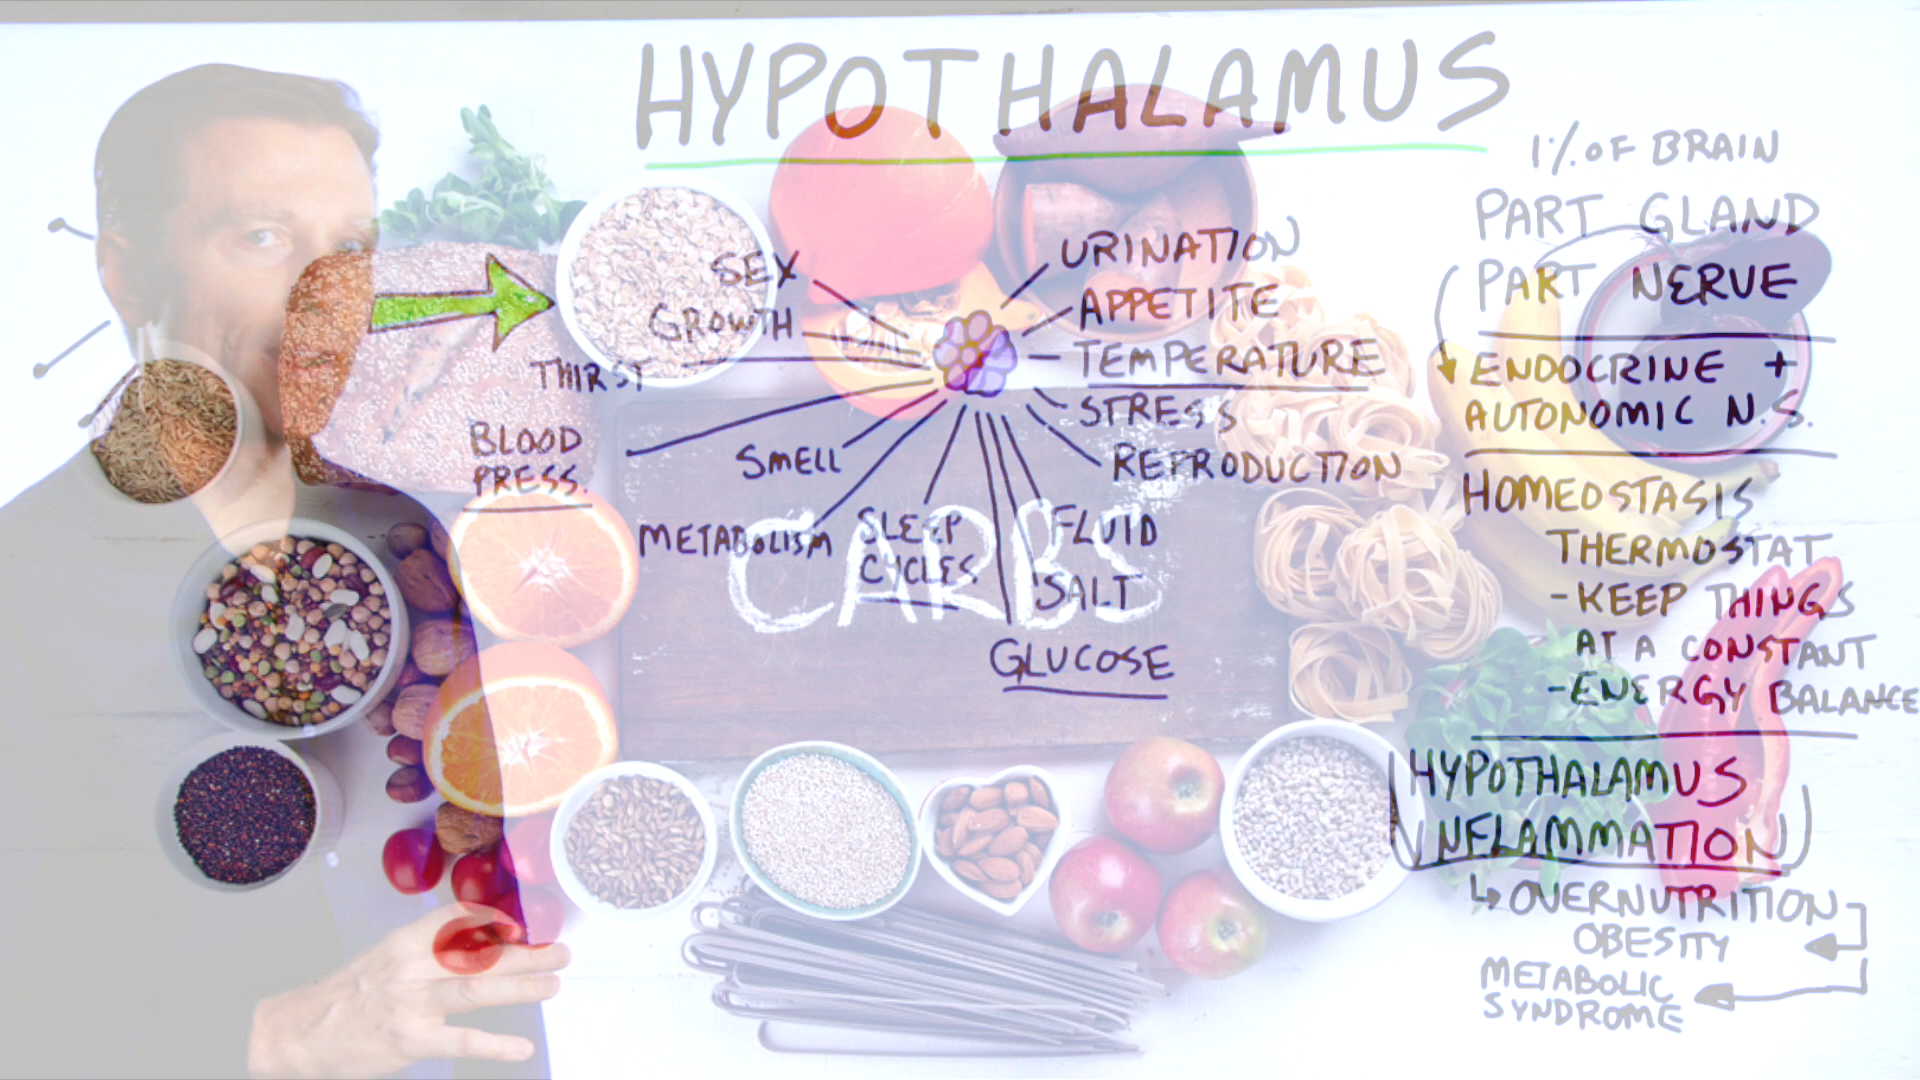 HYPOTHALAMUS
SEX
GROWTH
THIRST
BLOOD
PRESS.
SMELL
METABOLISM
SLEEP
CYCLES
URINATION
APPETITE
TEMPERATURE
STRESS
REPRODUCTION
FLUID
SALT
GLUCOSE
CARBS
1% OF BRAIN
PART GLAND
PART NERVE
ENDOCRINE +
AUTONOMIC N.S.
HOMEOSTASIS
THERMOSTAT
-KEEP THINGS
AT A CONSTANT
-ENERGY BALANCE
HYPOTHALAMUS
INFLAMMATION
↳ OVERNUTRITION
OBESITY
METABOLIC
SYNDROME